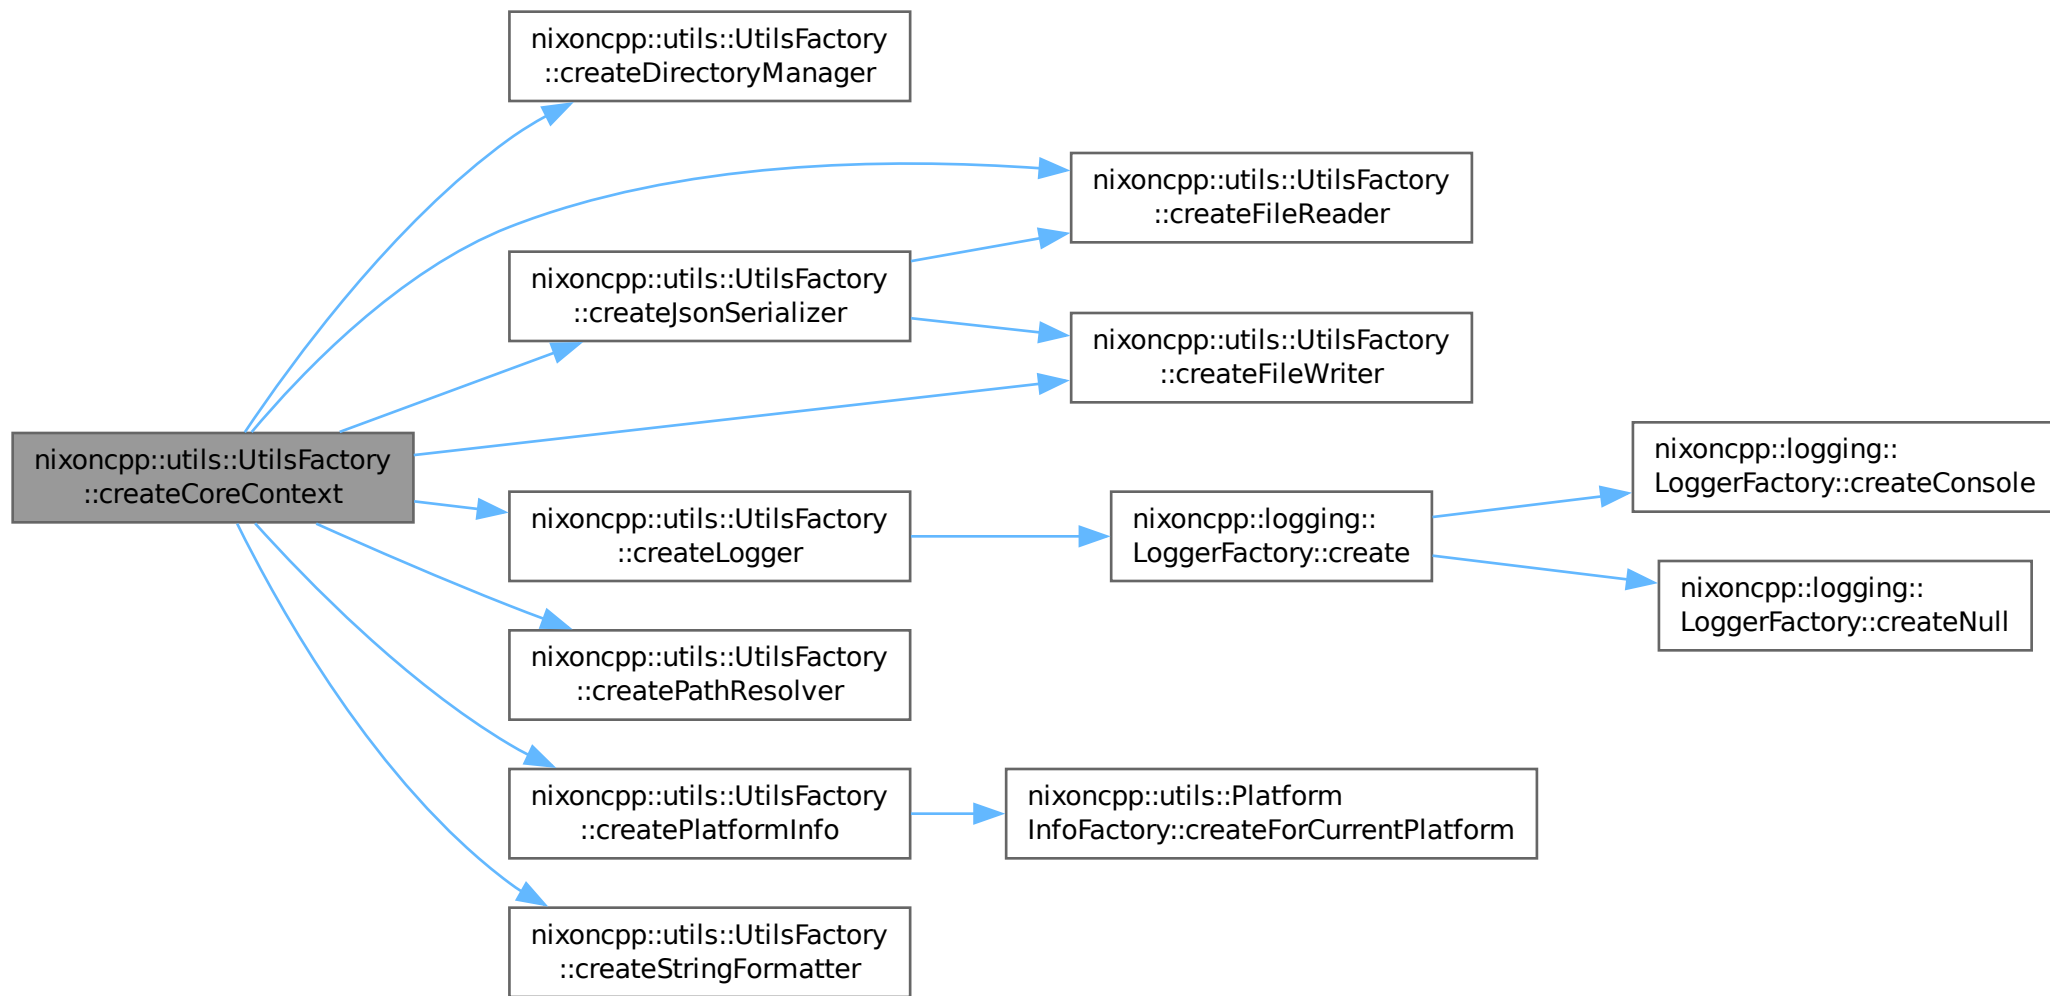 nixoncpp::utils::UtilsFactory
::createDirectoryManager
nixoncpp::utils::UtilsFactory
::createFileReader
nixoncpp::utils::UtilsFactory
::createJsonSerializer
nixoncpp::utils::UtilsFactory
::createFileWriter
nixoncpp::utils::UtilsFactory
::createCoreContext
nixoncpp::utils::UtilsFactory
::createLogger
nixoncpp::logging::
LoggerFactory::create
nixoncpp::logging::
LoggerFactory::createConsole
nixoncpp::logging::
LoggerFactory::createNull
nixoncpp::utils::UtilsFactory
::createPathResolver
nixoncpp::utils::UtilsFactory
::createPlatformInfo
nixoncpp::utils::Platform
InfoFactory::createForCurrentPlatform
nixoncpp::utils::UtilsFactory
::createStringFormatter